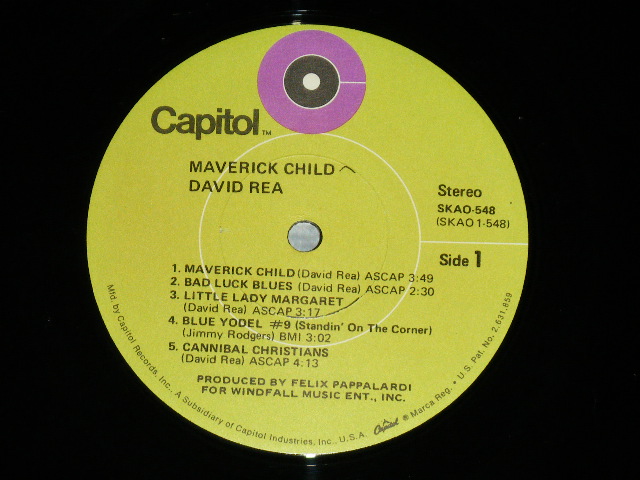 Capitol™
MAVERICK CHILD
DAVID REA
Stereo
SKAO-548
(SKAO 1-548)
Side 1
1. MAVERICK CHILD (David Rea) ASCAP 3:49
2. BAD LUCK BLUES (David Rea) ASCAP 2:30
3. LITTLE LADY MARGARET
(David Rea) ASCAP 3:17
4. BLUE YODEL #9 (Standin' On The Corner)
(Jimmy Rodgers) BMI 3:02
5. CANNIBAL CHRISTIANS
(David Rea) ASCAP 4:13
PRODUCED BY FELIX PAPPALARDI
FOR WINDFALL MUSIC ENT., INC.
Mfd. by Capitol Records, Inc., A Subsidiary of Capitol Industries, Inc., U.S.A. Capitol ® Marca Reg. • U.S. Pat. No. 2,631,859